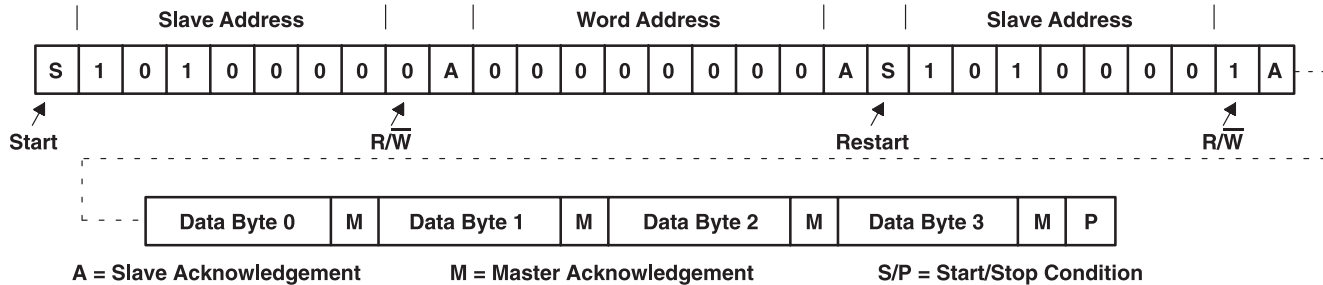 Slave Address Word Address Slave Address
S 1 0 1 0 0 0 0 0 A 0 0 0 0 0 0 0 0 A S 1 0 1 0 0 0 0 1 A
Start R/W̅ Restart R/W̅
Data Byte 0 M Data Byte 1 M Data Byte 2 M Data Byte 3 M P
A = Slave Acknowledgement M = Master Acknowledgement S/P = Start/Stop Condition